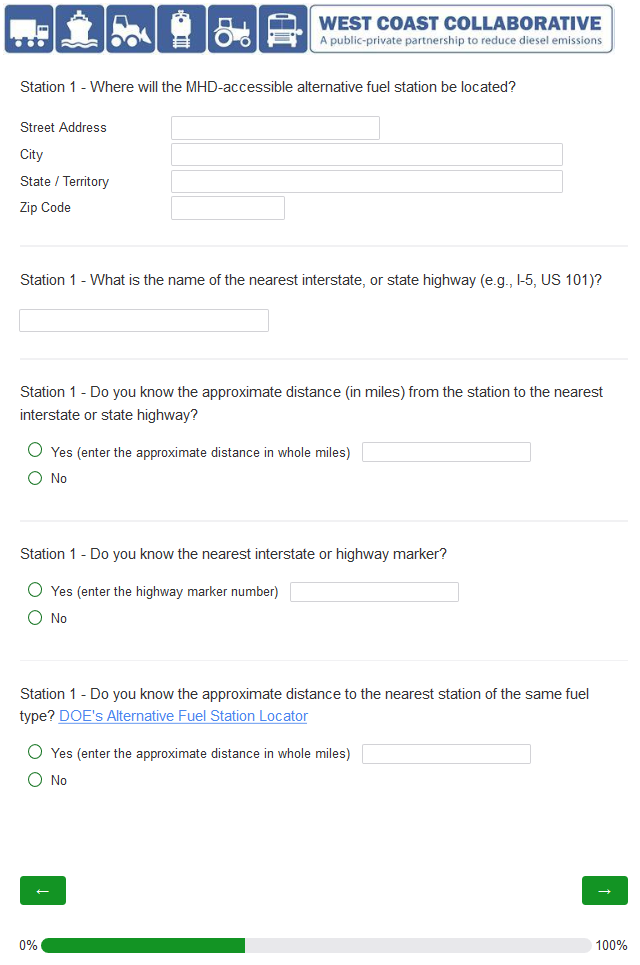 WEST COAST COLLABORATIVE
A public-private partnership to reduce diesel emissions
Station 1 - Where will the MHD-accessible alternative fuel station be located?
Street Address
City
State / Territory
Zip Code
Station 1 - What is the name of the nearest interstate, or state highway (e.g., I-5, US 101)?
Station 1 - Do you know the approximate distance (in miles) from the station to the nearest
interstate or state highway?
Yes (enter the approximate distance in whole miles)
No
Station 1 - Do you know the nearest interstate or highway marker?
Yes (enter the highway marker number)
No
Station 1 - Do you know the approximate distance to the nearest station of the same fuel
type? DOE's Alternative Fuel Station Locator
Yes (enter the approximate distance in whole miles)
No
← →
0% 100%